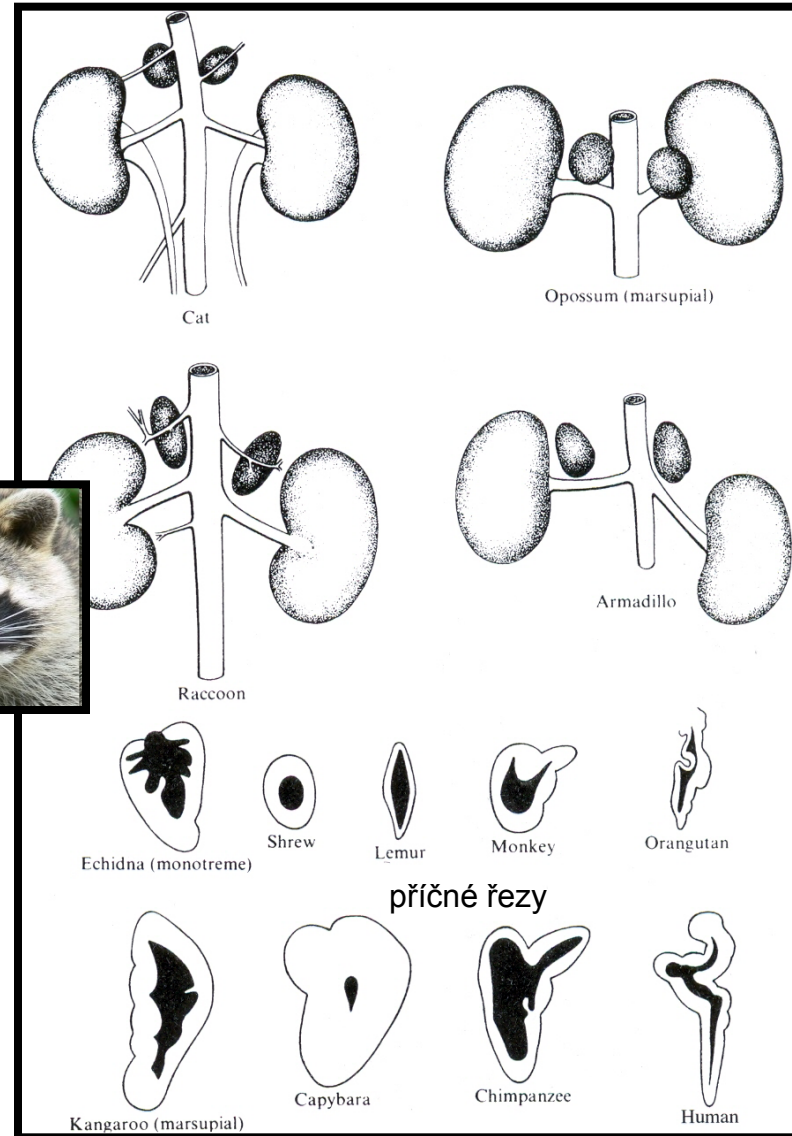 Cat
Opossum (marsupial)
Raccoon
Armadillo
Echidna (monotreme)
Shrew
Lemur
Monkey
Orangutan
příčné řezy
Kangaroo (marsupial)
Capybara
Chimpanzee
Human